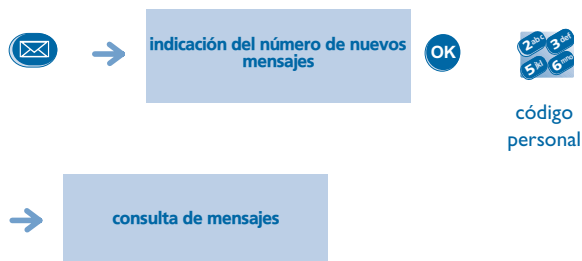 indicación del número de nuevos
mensajes
OK
2abc 3def
5jkl 6mno
código
personal
consulta de mensajes